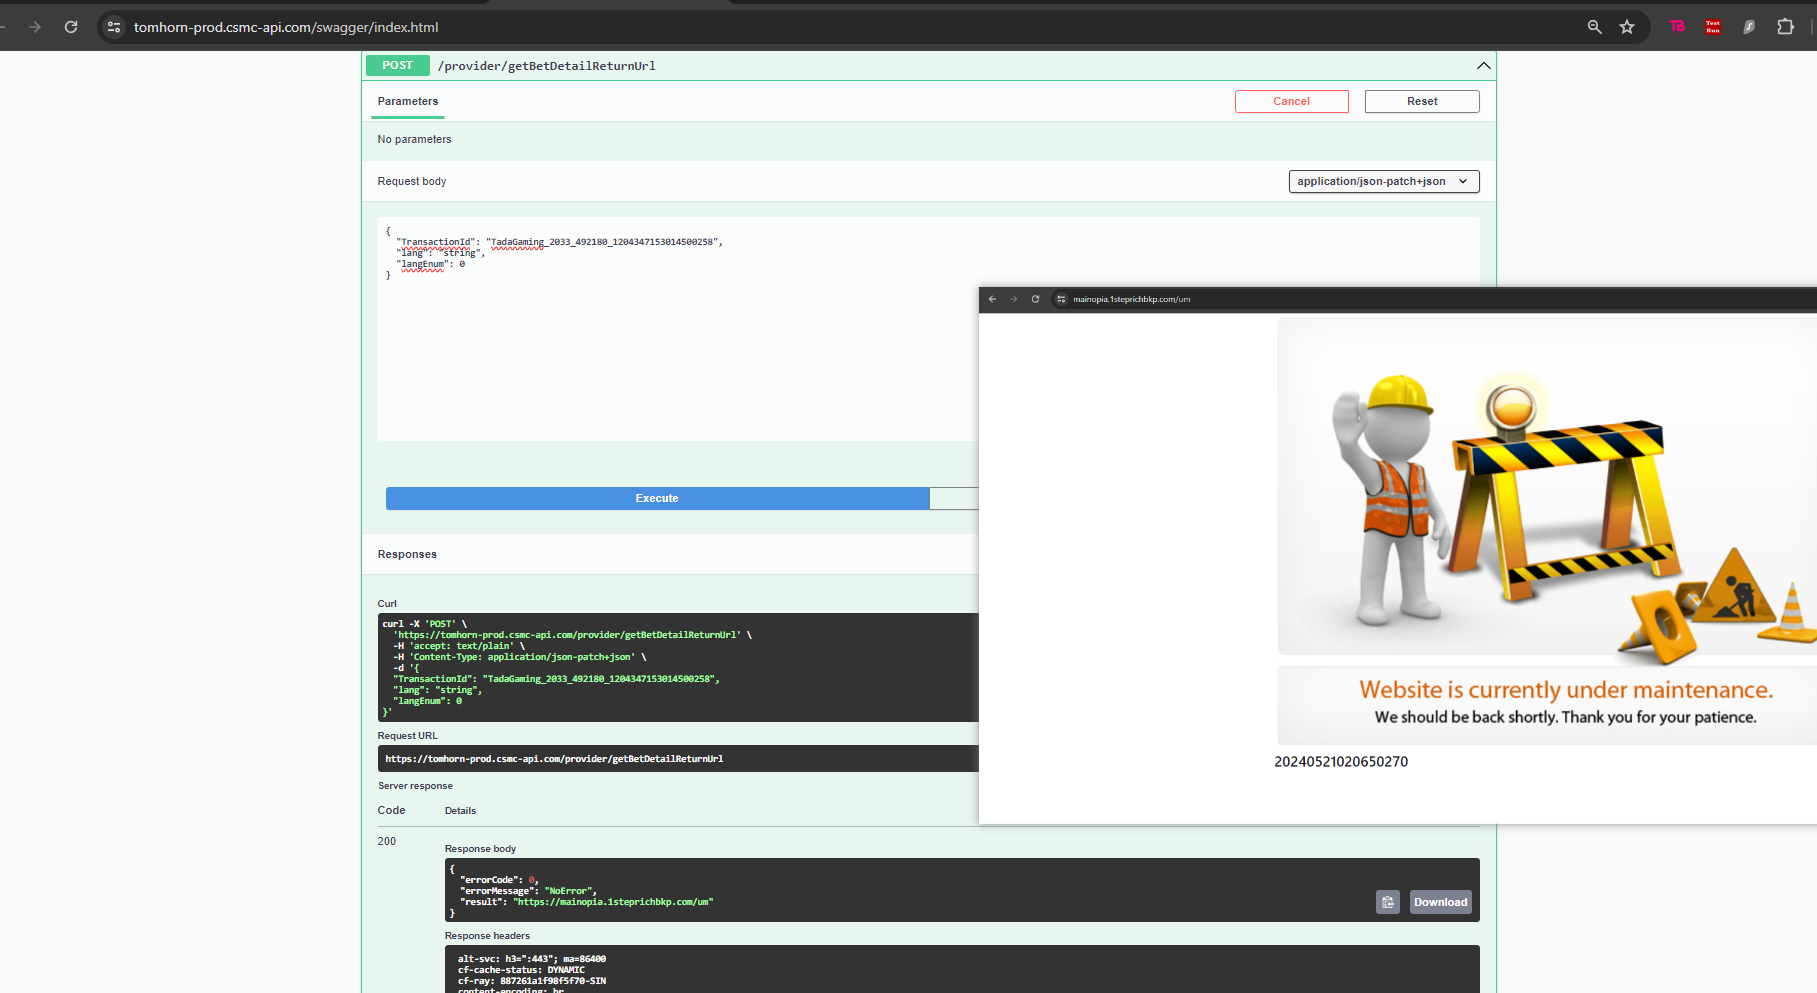 tomhorn-prod.csmc-api.com/swagger/index.html
TB
Test Run
POST /provider/getBetDetailReturnUrl
Parameters
Cancel
Reset
No parameters
Request body
application/json-patch+json
{
"TransactionId": "TadaGaming_2033_492180_1204347153014500258",
"lang": "string",
"langEnum": 0
}
mainopia.1steprichbkp.com/um
Execute
Website is currently under maintenance.
We should be back shortly. Thank you for your patience.
20240521020650270
Responses
Curl
curl -X 'POST' \
'https://tomhorn-prod.csmc-api.com/provider/getBetDetailReturnUrl' \
-H 'accept: text/plain' \
-H 'Content-Type: application/json-patch+json' \
-d '{
"TransactionId": "TadaGaming_2033_492180_1204347153014500258",
"lang": "string",
"langEnum": 0
}'
Request URL
https://tomhorn-prod.csmc-api.com/provider/getBetDetailReturnUrl
Server response
Code Details
200
Response body
{
"errorCode": 0,
"errorMessage": "NoError",
"result": "https://mainopia.1steprichbkp.com/um"
}
Download
Response headers
alt-svc: h3=":443"; ma=86400
cf-cache-status: DYNAMIC
cf-ray: 887261a1f98f5f70-SIN
content-encoding: br